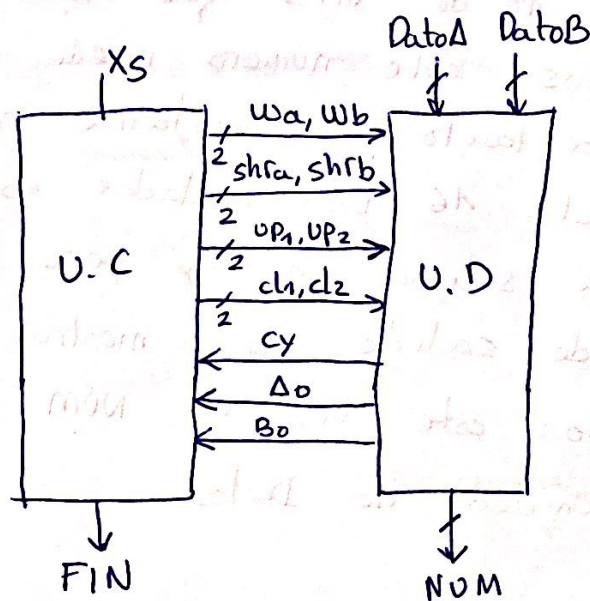 DatoA DatoB
Xs
wa, wb
2
shra, shrb
2
up1, up2
2
cl1, cl2
2
U.C
U.D
Cy
A0
B0
FIN
NUM